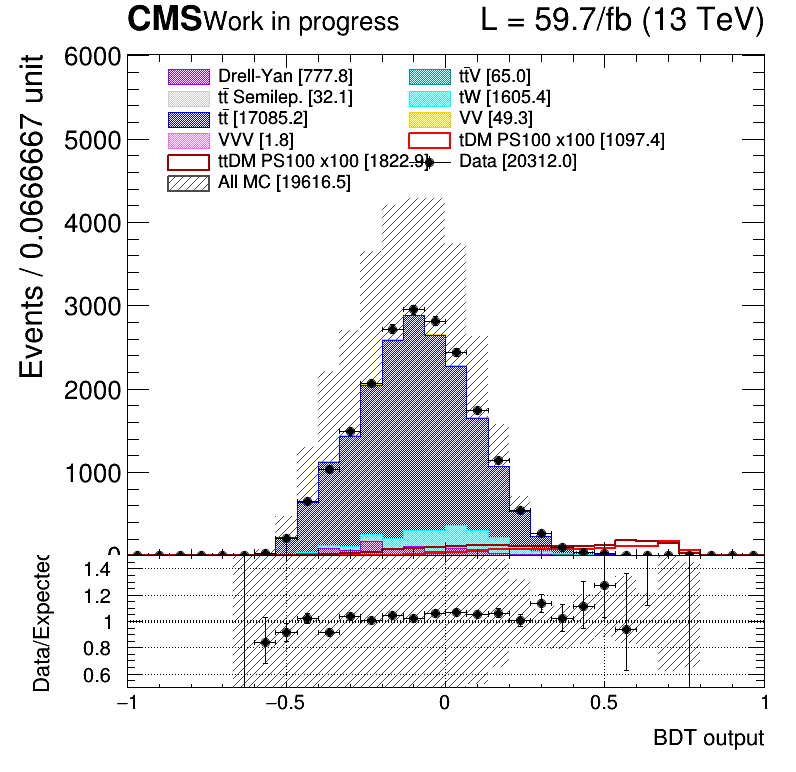 CMS Work in progress L = 59.7/fb (13 TeV)
Events / 0.0666667 unit
6000
5000
4000
3000
2000
1000
0
Drell-Yan [777.8] tt̄V [65.0]
tt̄ Semilep. [32.1] tW [1605.4]
tt̄ [17085.2] VV [49.3]
VVV [1.8] tDM PS100 x100 [1097.4]
ttDM PS100 x100 [1822.9] Data [20312.0]
All MC [19616.5]
Data/Expected
1.4
1.2
1
0.8
0.6
−1 −0.5 0 0.5 1
BDT output